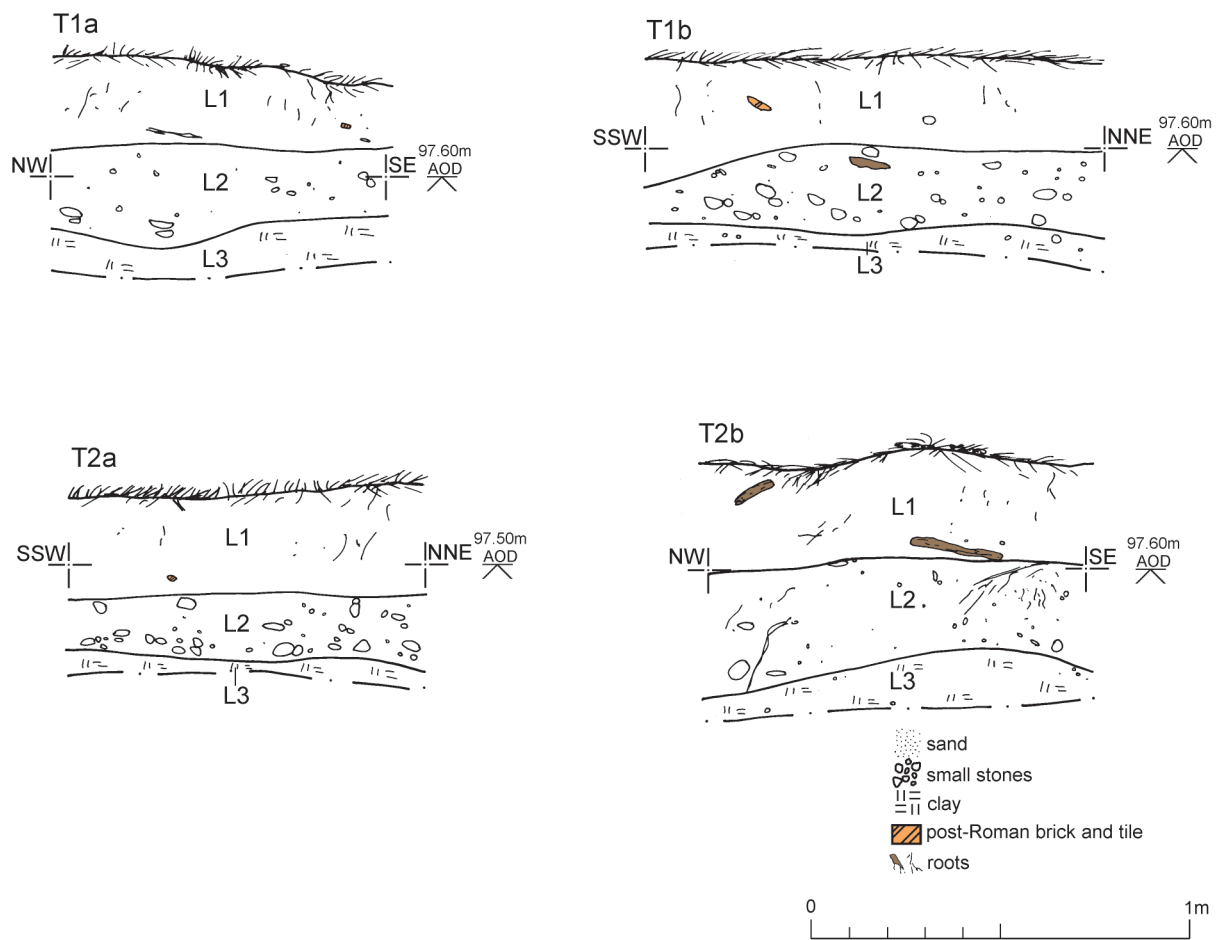 T1a
L1
NW
SE
97.60m
AOD
L2
L3
T1b
L1
SSW
NNE
97.60m
AOD
L2
L3
T2a
L1
SSW
NNE
97.50m
AOD
L2
L3
T2b
L1
NW
SE
97.60m
AOD
L2
L3
sand
small stones
clay
post-Roman brick and tile
roots
0 1m